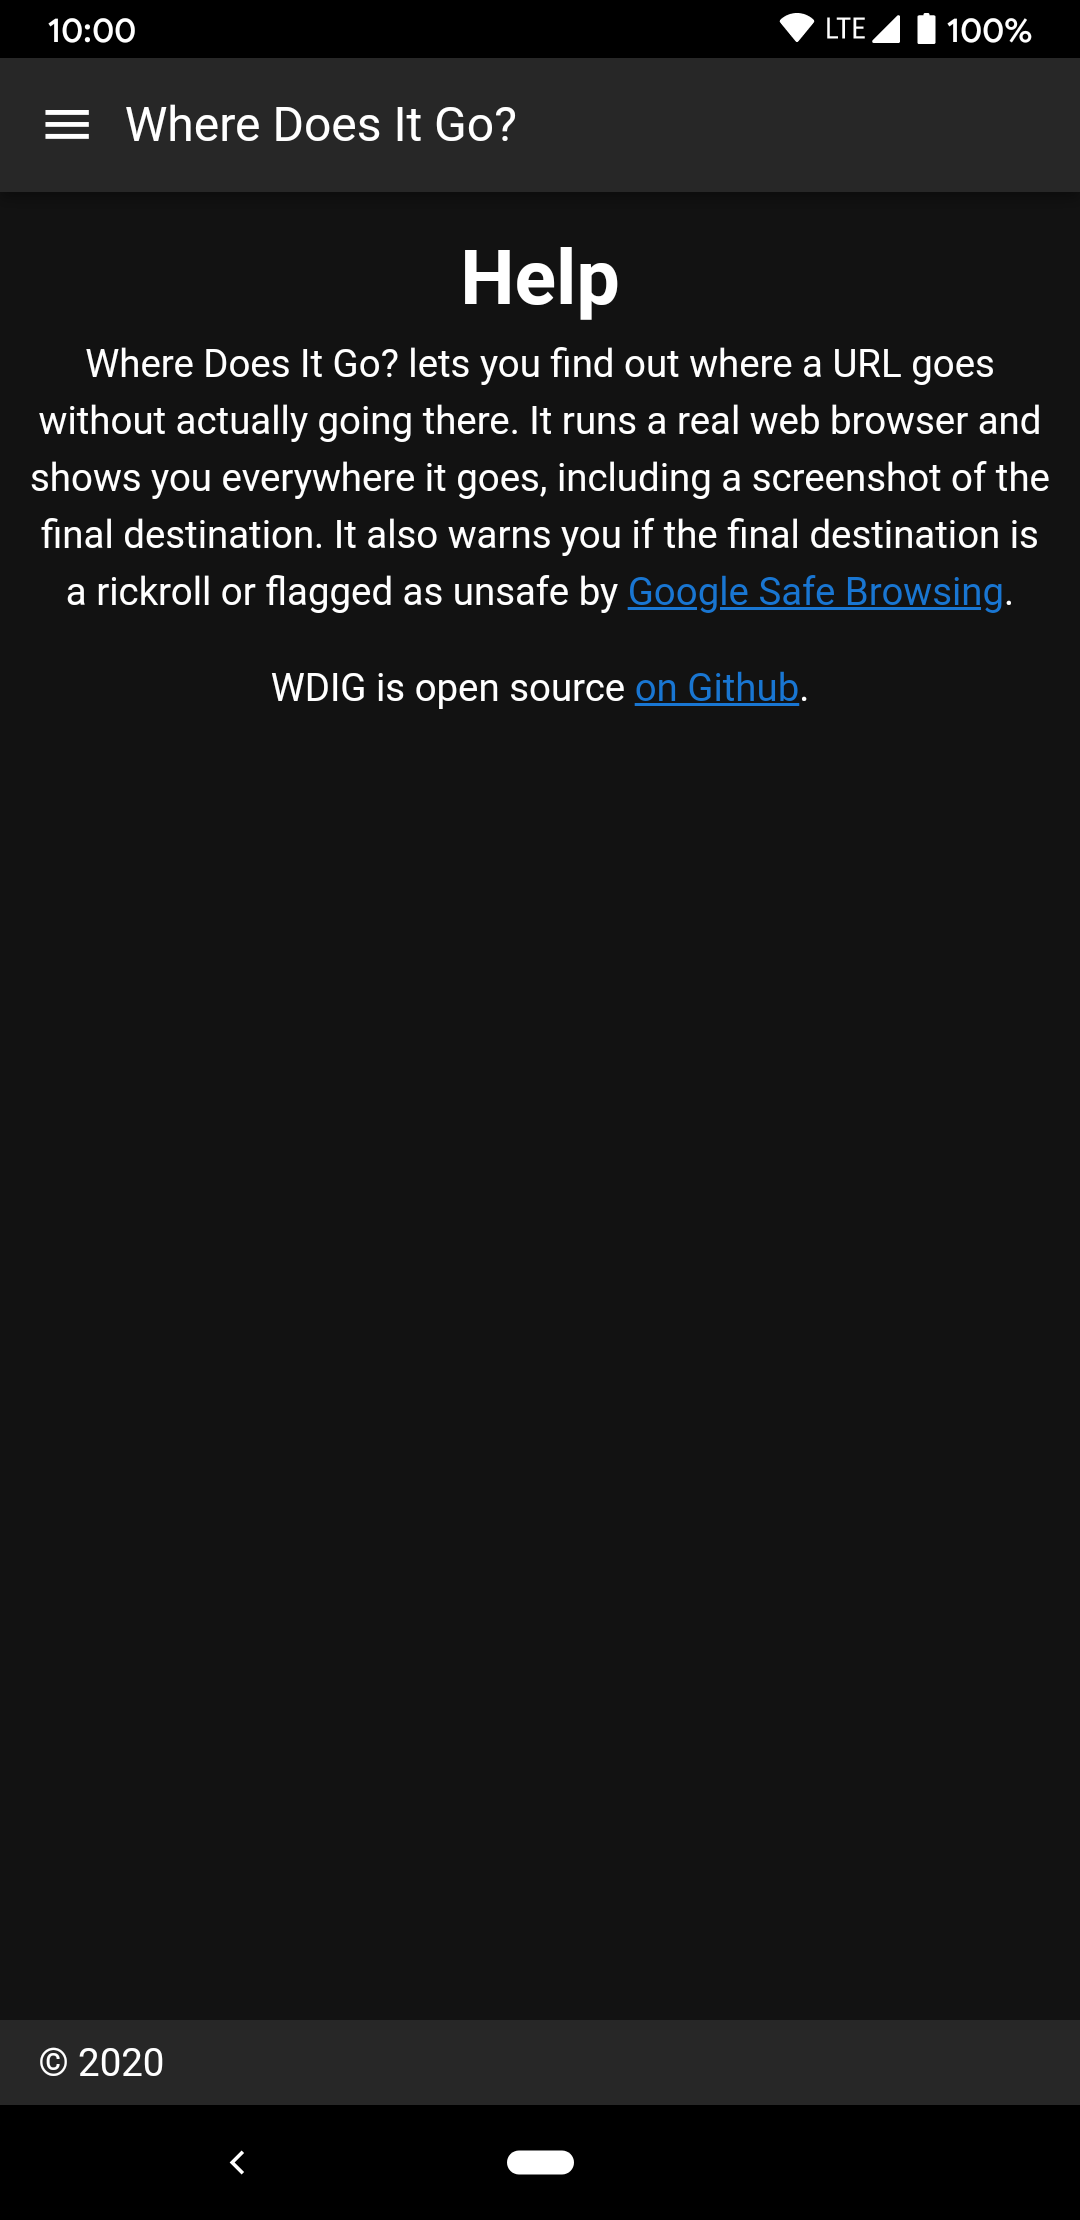 10:00 LTE 100%
Where Does It Go?
Help
Where Does It Go? lets you find out where a URL goes
without actually going there. It runs a real web browser and
shows you everywhere it goes, including a screenshot of the
final destination. It also warns you if the final destination is
a rickroll or flagged as unsafe by Google Safe Browsing.
WDIG is open source on Github.
© 2020